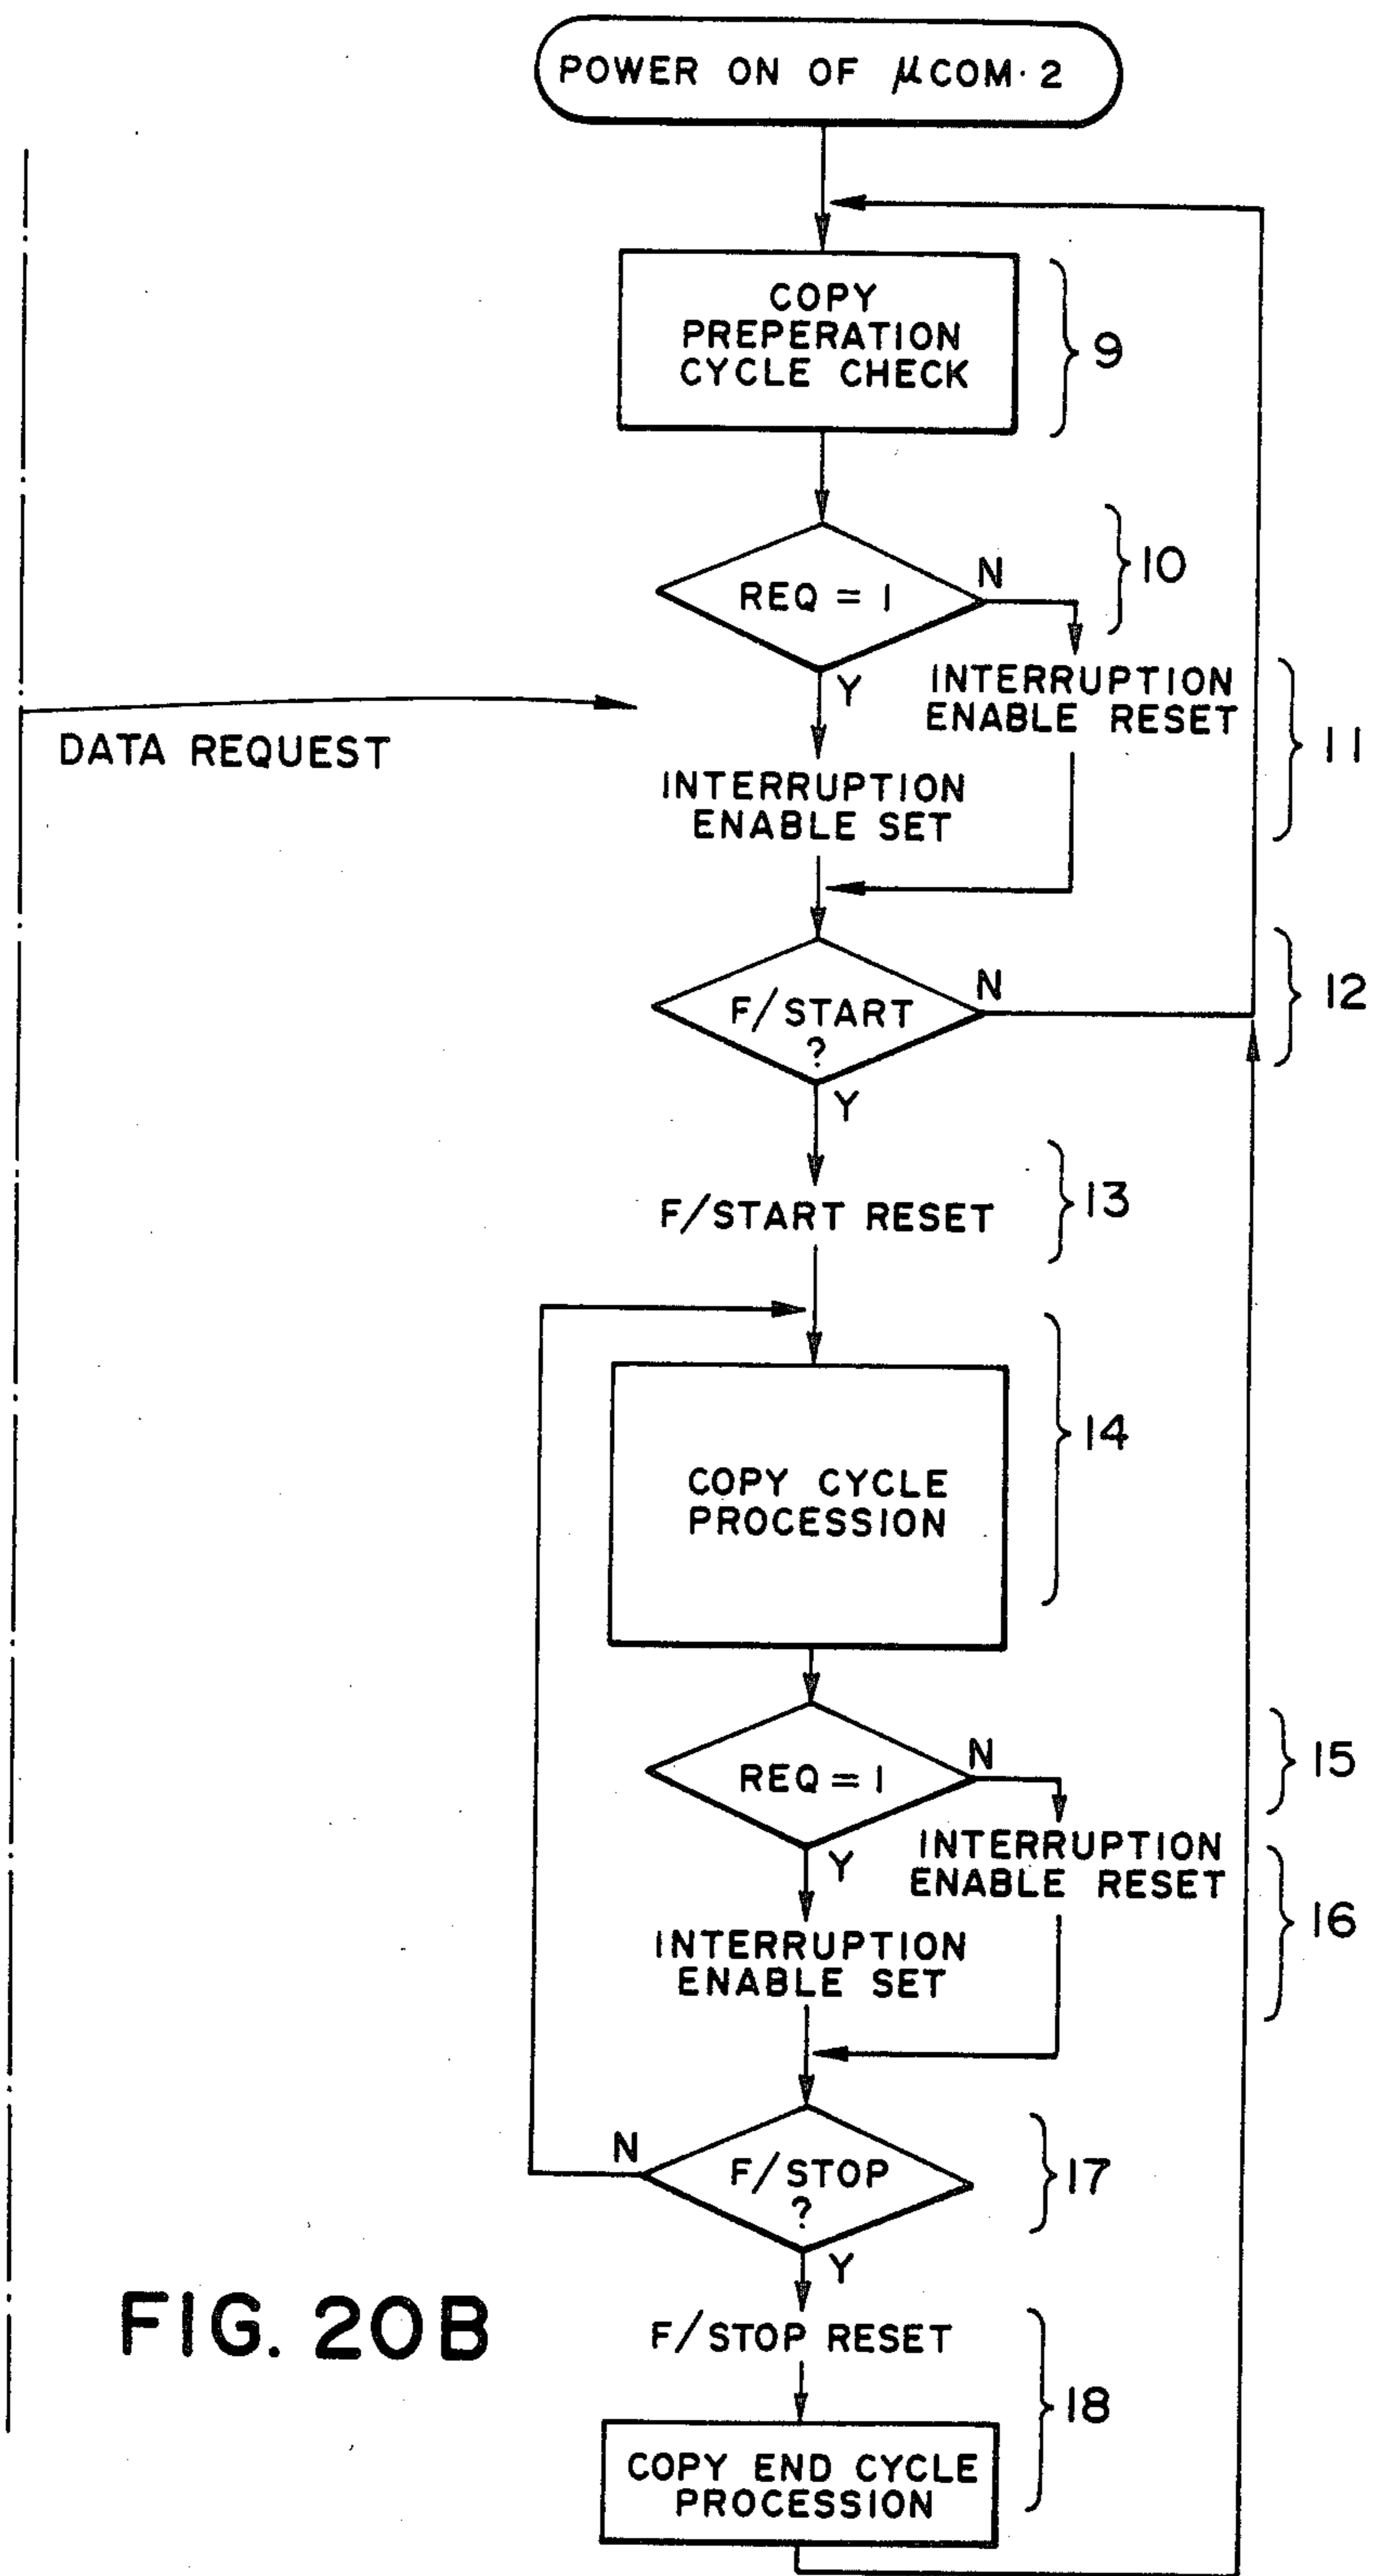 POWER ON OF μCOM·2
COPY
PREPERATION
CYCLE CHECK
9
REQ = 1
N
10
Y
INTERRUPTION
ENABLE RESET
11
DATA REQUEST
INTERRUPTION
ENABLE SET
F/START
?
N
12
Y
F/START RESET
13
COPY CYCLE
PROCESSION
14
REQ = 1
N
15
Y
INTERRUPTION
ENABLE RESET
16
INTERRUPTION
ENABLE SET
N
F/STOP
?
17
Y
F/STOP RESET
18
COPY END CYCLE
PROCESSION
FIG. 20B